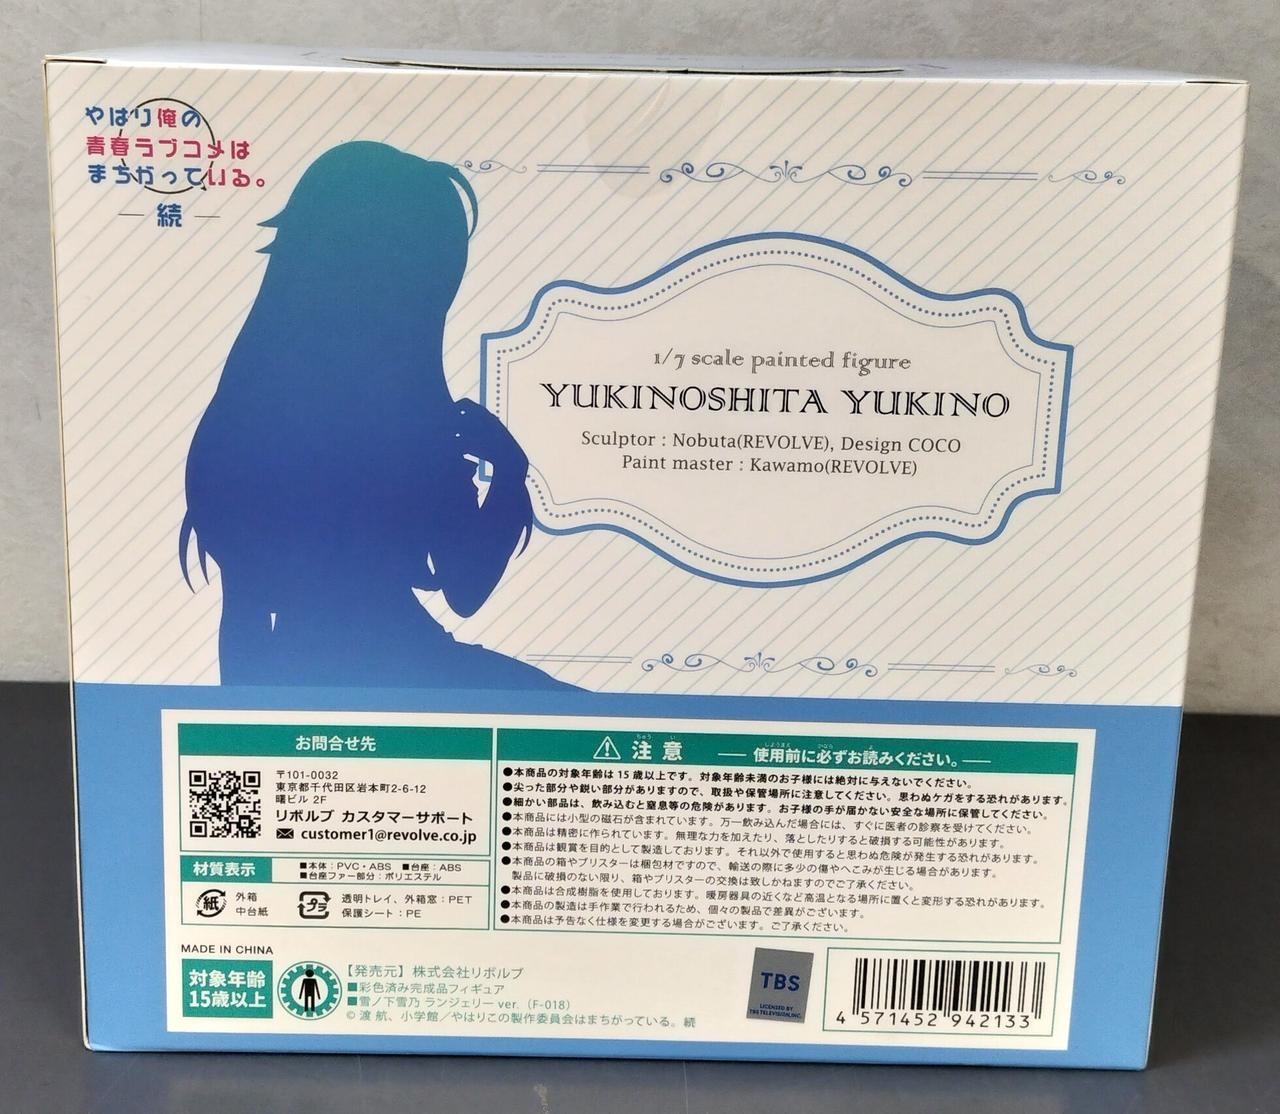 やはり俺の
青春ラブコメは
まちがっている。
続
1/7 scale painted figure
YUKINOSHITA YUKINO
Sculptor : Nobuta(REVOLVE), Design COCO
Paint master : Kawamo(REVOLVE)
お問合せ先
〒101-0032
東京都千代田区岩本町2-6-12
曙ビル 2F
リボルブ カスタマーサポート
customer1@revolve.co.jp
材質表示
■本体：PVC・ABS ■台座：ABS
■台座ファー部分：ポリエステル
紙
外箱
中台紙
プラ
透明トレイ、外箱窓：PET
保護シート：PE
ちゅう い
注 意
しようまえ かなら よ
使用前に必ずお読みください。
●本商品の対象年齢は 15 歳以上です。対象年齢未満のお子様には絶対に与えないでください。
●尖った部分や鋭い部分がありますので、取扱や保管場所に注意してください。思わぬケガをする恐れがあります。
●細かい部品は、飲み込むと窒息等の危険があります。お子様の手が届かない安全な場所に保管してください。
●本商品には小型の磁石が含まれています。万一飲み込んだ場合には、すぐに医者の診察を受けてください。
●本商品は精密に作られています。無理な力を加えたり、落としたりすると破損する可能性があります。
●本商品は観賞を目的として製造しております。それ以外で使用すると思わぬ危険が発生する恐れがあります。
●本商品の箱やブリスターは梱包材ですので、輸送の際に多少の傷やへこみが生じる場合があります。
製品に破損のない限り、箱やブリスターの交換は致しかねますのでご了承ください。
●本商品は合成樹脂を使用しております。暖房器具の近くなど高温となる場所に置くと変形する恐れがあります。
●本商品の製造は手作業で行われるため、個々の製品で差異がございます。
●本商品は予告なく仕様を変更する場合がございます。ご了承ください。
MADE IN CHINA
対象年齢
15歳以上
【発売元】株式会社リボルブ
■彩色済み完成品フィギュア
■雪ノ下雪乃 ランジェリー ver.（F-018）
© 渡 航、小学館／やはりこの製作委員会はまちがっている。続
TBS
LICENSED BY
TBS TELEVISION,INC.
4 571452 942133